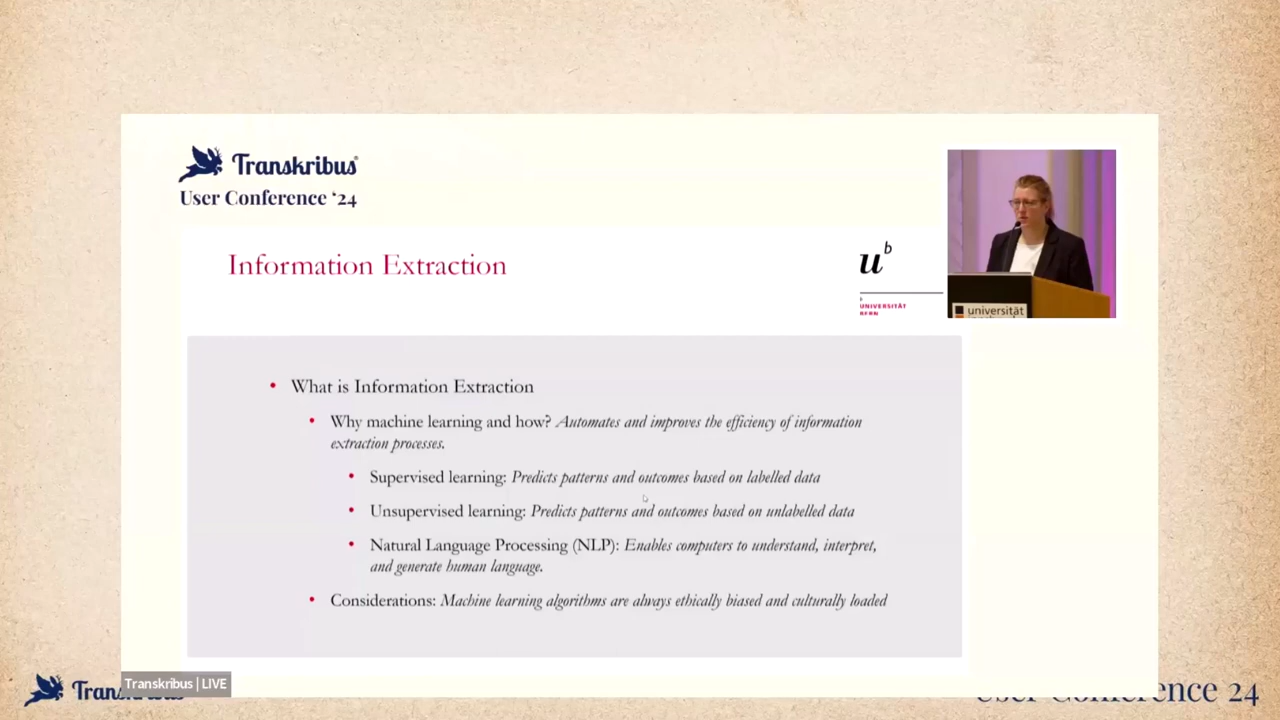 Transkribus
User Conference ‘24
Information Extraction
u
b
b
UNIVERSITÄT
BERN
universität
• What is Information Extraction
• Why machine learning and how? Automates and improves the efficiency of information
extraction processes.
• Supervised learning: Predicts patterns and outcomes based on labelled data
• Unsupervised learning: Predicts patterns and outcomes based on unlabelled data
• Natural Language Processing (NLP): Enables computers to understand, interpret,
and generate human language.
• Considerations: Machine learning algorithms are always ethically biased and culturally loaded
Transkribus | LIVE
Transkribus
User Conference 24